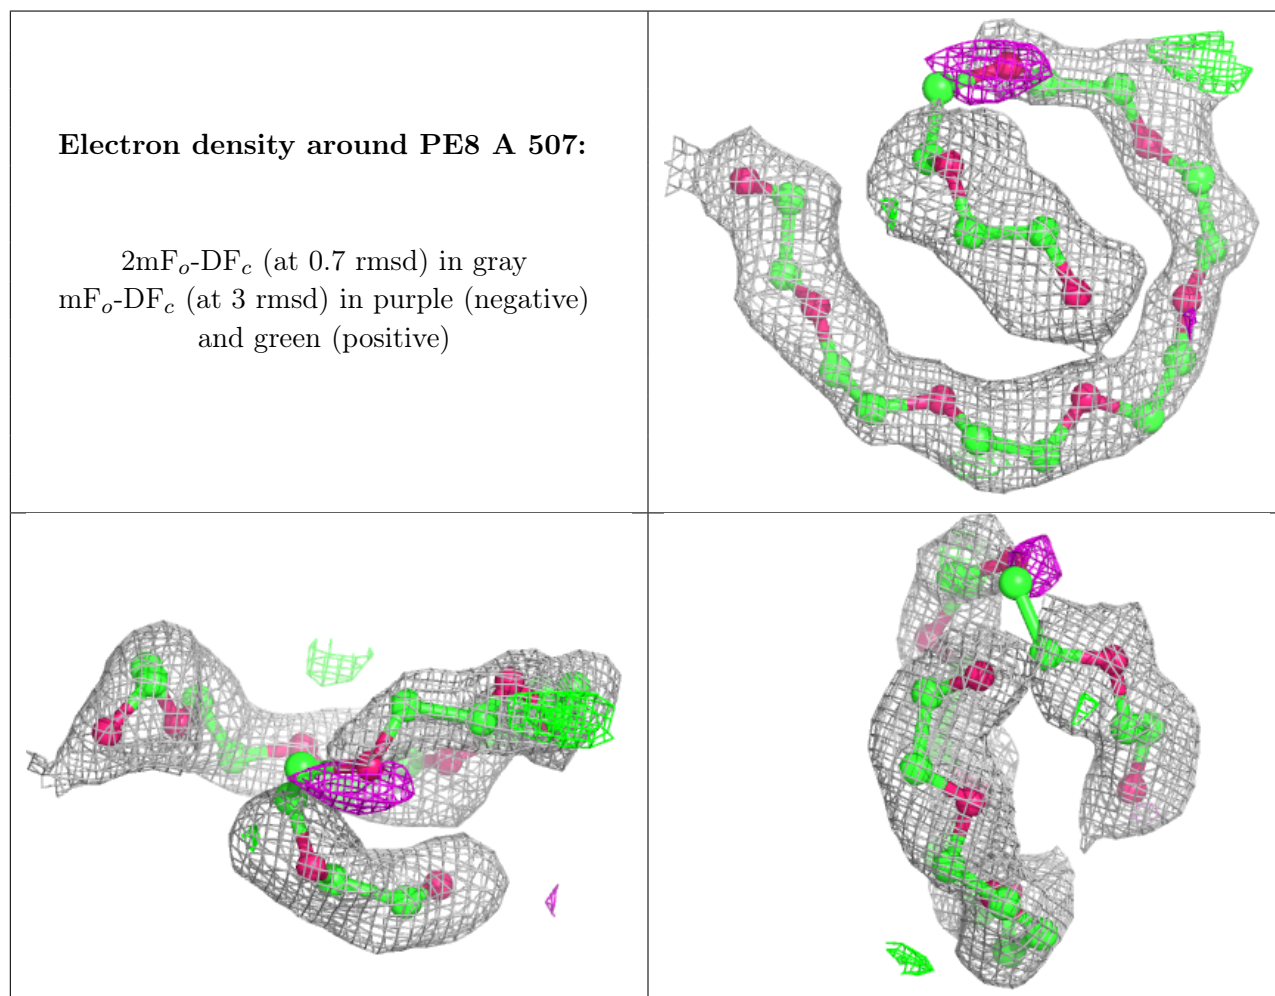 Electron density around PE8 A 507:
2mFo-DFc (at 0.7 rmsd) in gray
mFo-DFc (at 3 rmsd) in purple (negative)
and green (positive)